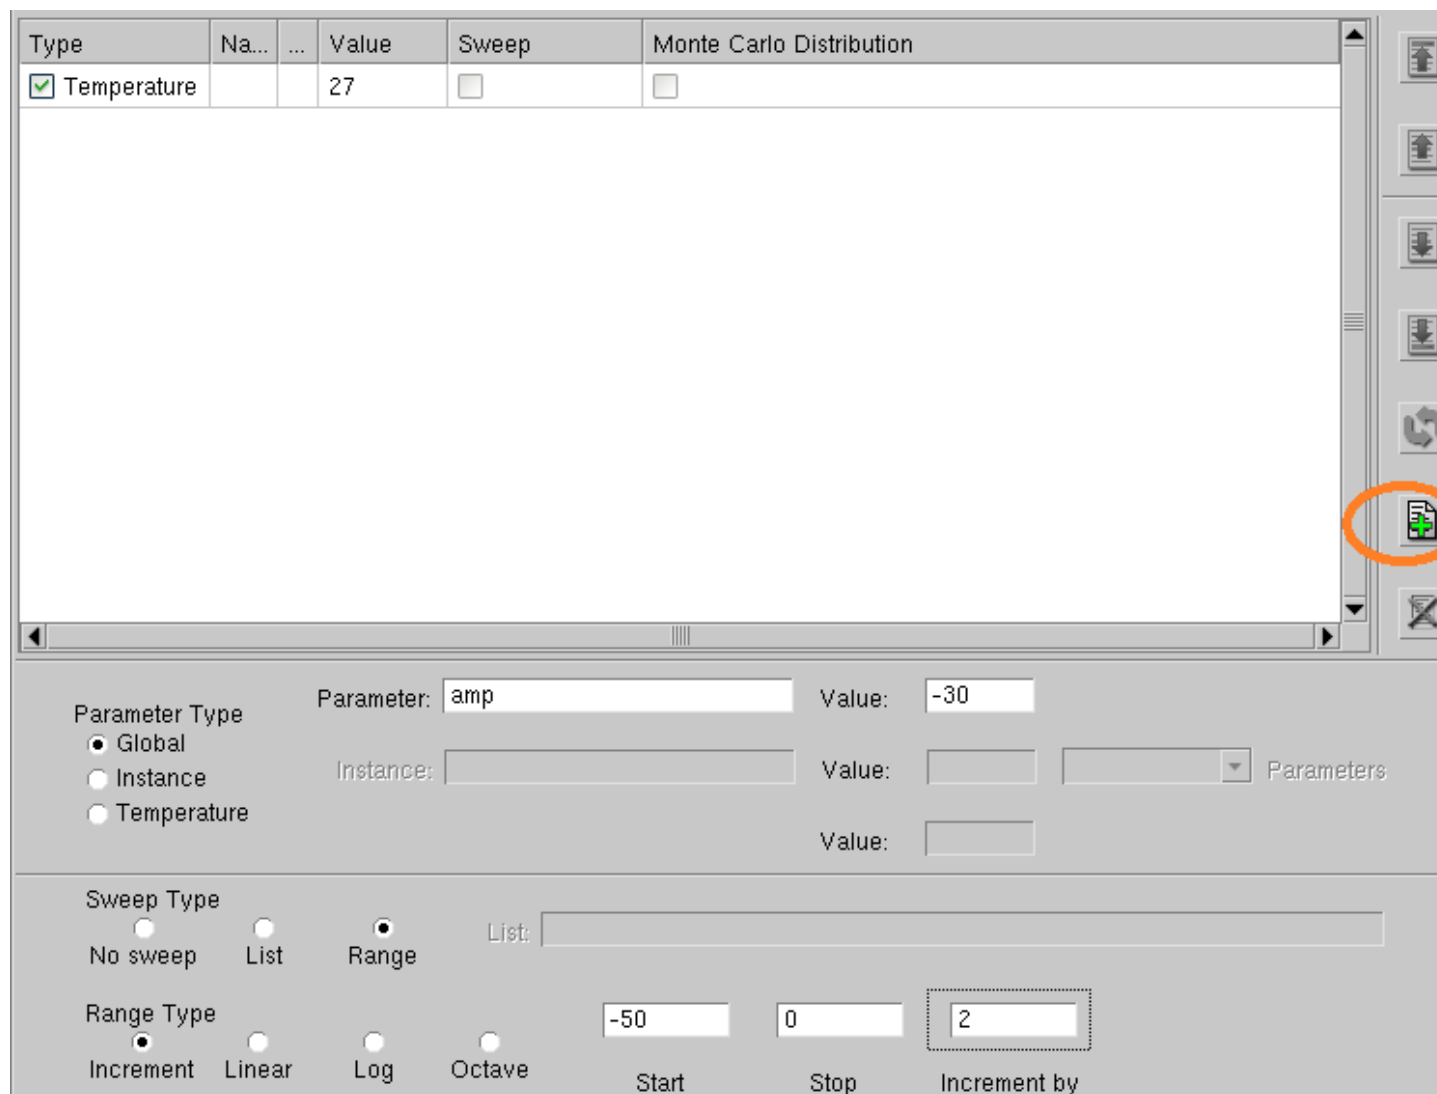 Type Na... ... Value Sweep Monte Carlo Distribution
Temperature 27
Parameter: amp Value: -30
Parameter Type
Global
Instance: Value: Parameters
Instance
Temperature
Value:
Sweep Type
List:
No sweep List Range
Range Type
-50 0 2
Increment Linear Log Octave
Start Stop Increment by